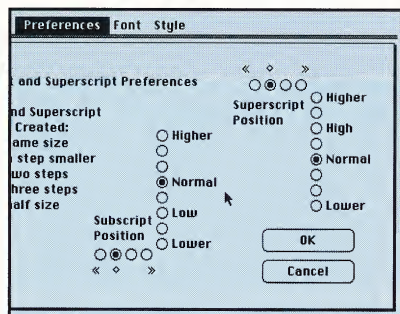 Preferences Font Style
« ◇ »
t and Superscript Preferences
Superscript
Position
Higher
High
Normal
Lower
nd Superscript
Created:
ame size
step smaller
wo steps
hree steps
alf size
Higher
Normal
Low
Lower
Subscript
Position
« ◇ »
OK
Cancel